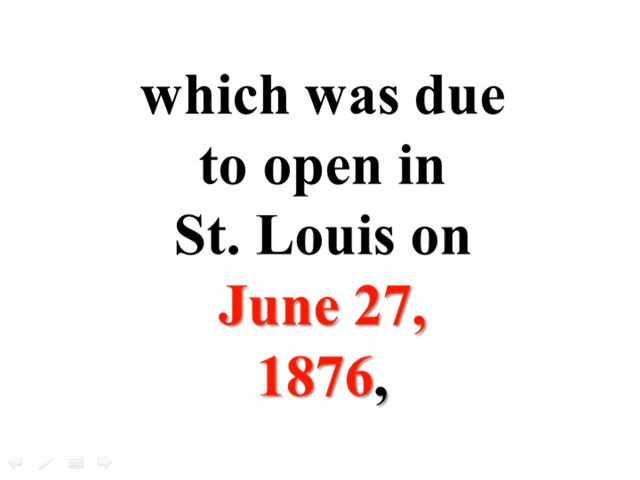 which was due
to open in
St. Louis on
June 27,
1876,